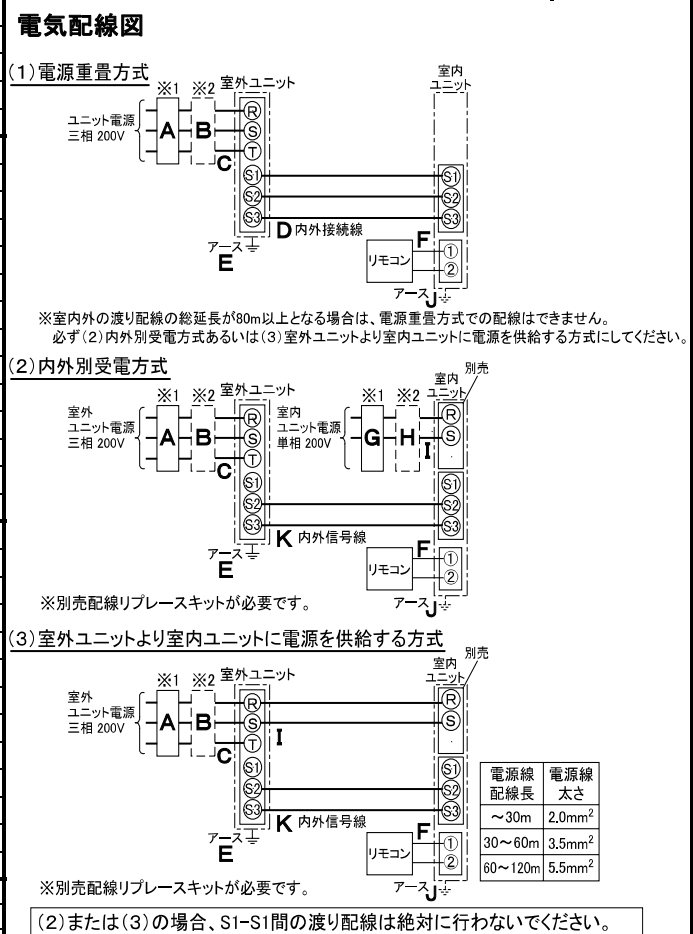 電気配線図
(1)電源重畳方式
※1 ※2 室外ユニット
室内
ユニット
ユニット電源
三相 200V
A B C
R
S
T
S1
S2
S3
S1
S2
S3
D 内外接続線
アース
E
リモコン
F
①
②
アース J
※室内外の渡り配線の総延長が80m以上となる場合は、電源重畳方式での配線はできません。
必ず(2)内外別受電方式あるいは(3)室外ユニットより室内ユニットに電源を供給する方式にしてください。
(2)内外別受電方式
※1 ※2 室外ユニット
室外
ユニット電源
三相 200V
A B C
R
S
T
S1
S2
S3
室内
ユニット電源
単相 200V
※1 ※2
G H I
室内
ユニット
別売
R
S
S1
S2
S3
K 内外信号線
アース
E
リモコン
F
①
②
アース J
※別売配線リプレースキットが必要です。
(3)室外ユニットより室内ユニットに電源を供給する方式
※1 ※2 室外ユニット
室外
ユニット電源
三相 200V
A B C
R
S
T
S1
S2
S3
I
室内
ユニット
別売
R
S
S1
S2
S3
K 内外信号線
アース
E
リモコン
F
①
②
アース J
電源線 電源線
配線長 太さ
～30m 2.0mm²
30～60m 3.5mm²
60～120m 5.5mm²
※別売配線リプレースキットが必要です。
(2)または(3)の場合、S1-S1間の渡り配線は絶対に行わないでください。